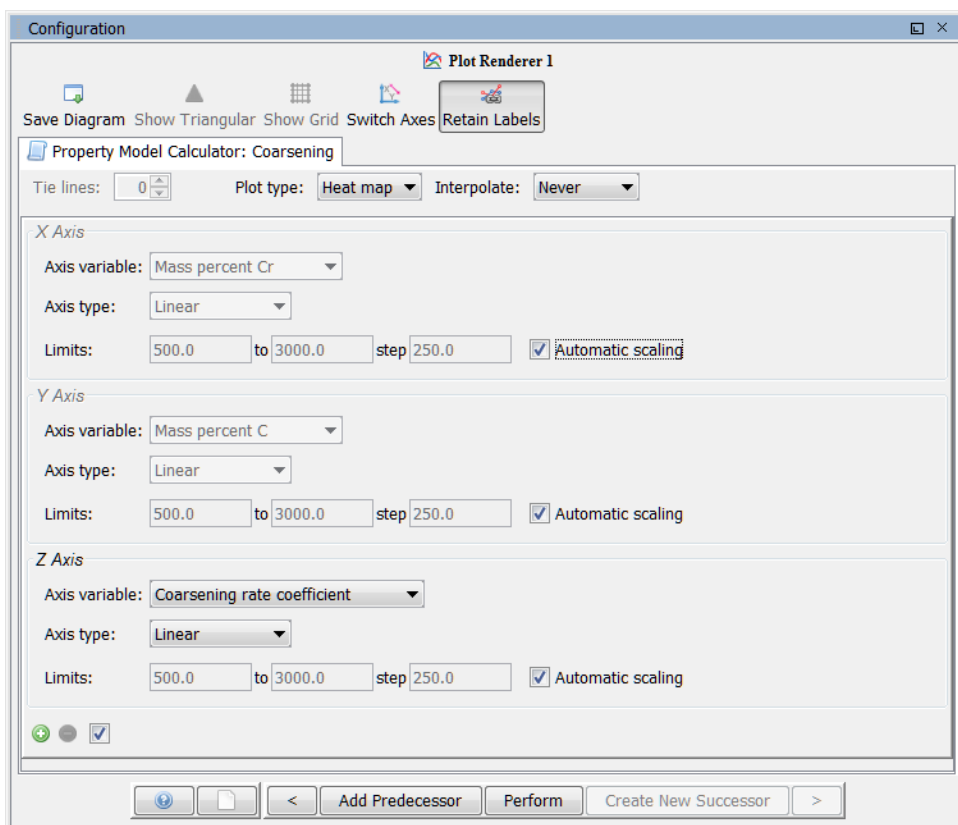 Configuration
Plot Renderer 1
Save Diagram Show Triangular Show Grid Switch Axes Retain Labels
Property Model Calculator: Coarsening
Tie lines: 0 Plot type: Heat map Interpolate: Never
X Axis
Axis variable: Mass percent Cr
Axis type: Linear
Limits: 500.0 to 3000.0 step 250.0 Automatic scaling
Y Axis
Axis variable: Mass percent C
Axis type: Linear
Limits: 500.0 to 3000.0 step 250.0 Automatic scaling
Z Axis
Axis variable: Coarsening rate coefficient
Axis type: Linear
Limits: 500.0 to 3000.0 step 250.0 Automatic scaling
< Add Predecessor Perform Create New Successor >